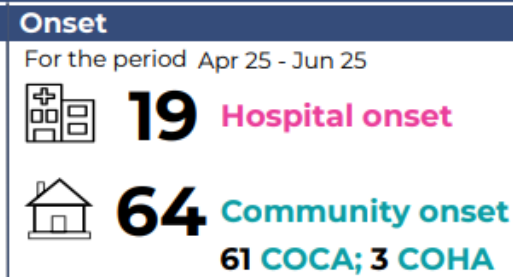 Onset
For the period Apr 25 - Jun 25
19 Hospital onset
64 Community onset
61 COCA; 3 COHA